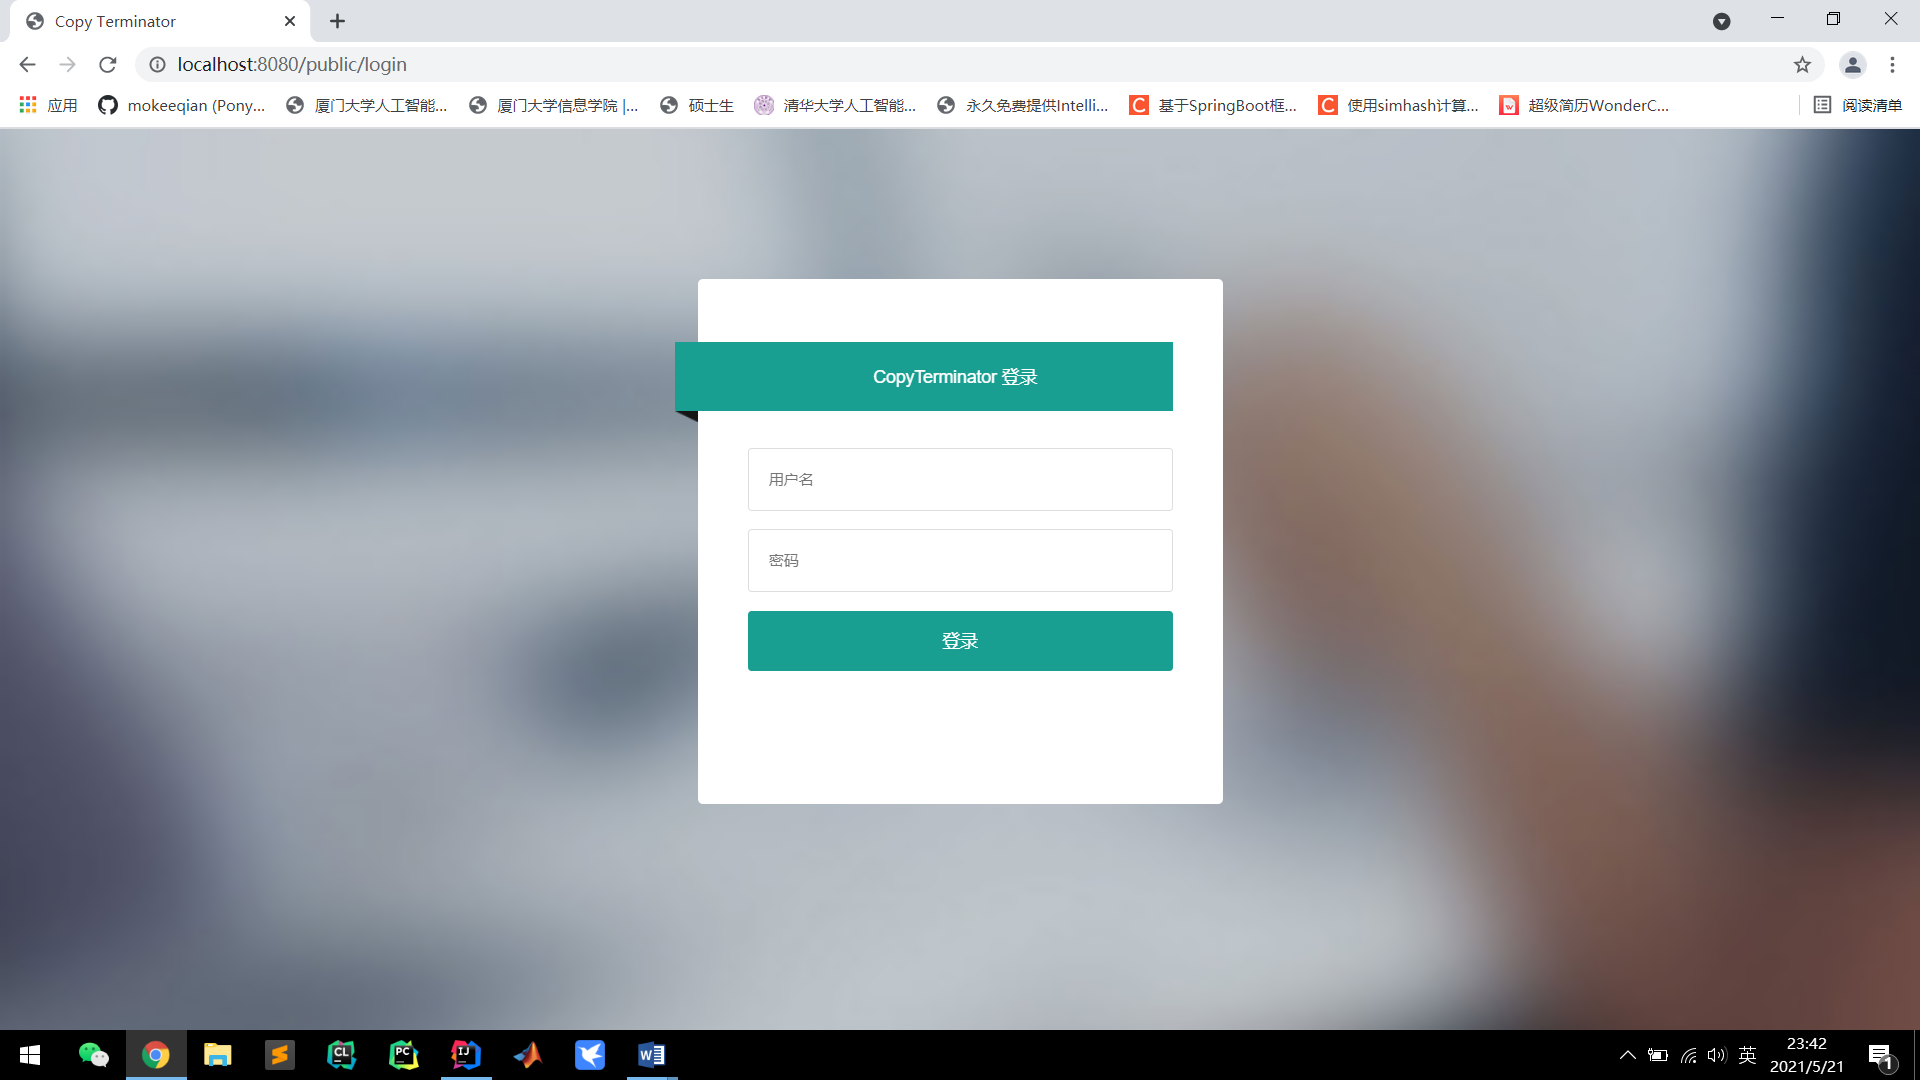 Copy Terminator
localhost:8080/public/login
应用 mokeeqian (Pony... 厦门大学人工智能... 厦门大学信息学院 |... 硕士生 清华大学人工智能... 永久免费提供Intelli... 基于SpringBoot框... 使用simhash计算... 超级简历WonderC... 阅读清单
CopyTerminator 登录
用户名
密码
登录
CL PC IJ W 英 23:42
2021/5/21
1